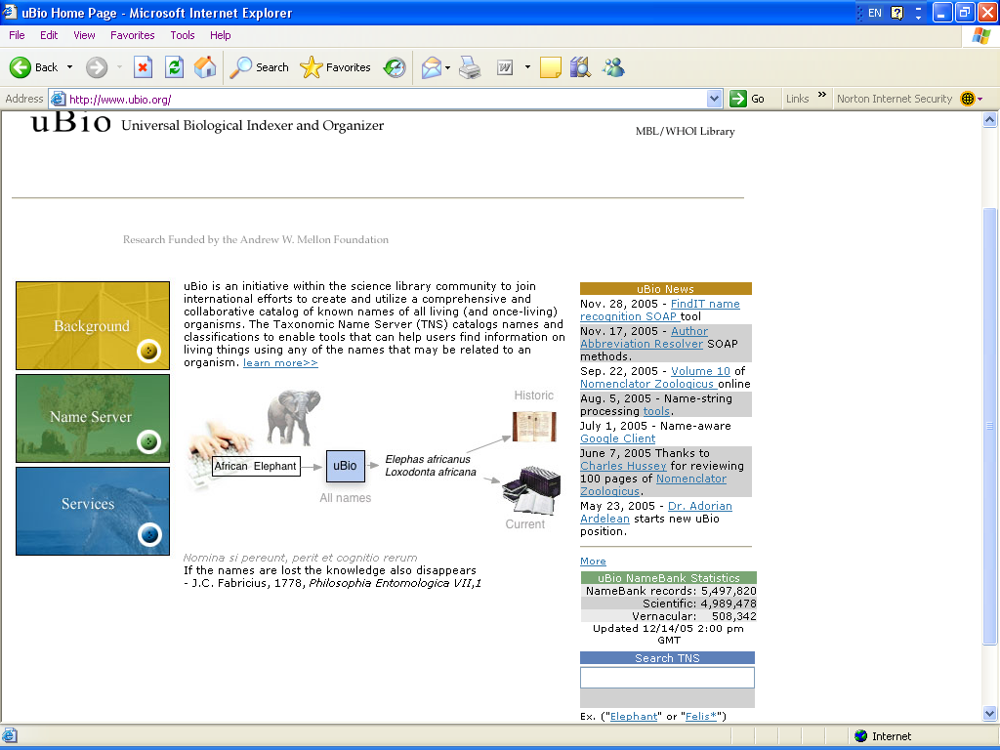 uBio Home Page - Microsoft Internet Explorer
EN
File Edit View Favorites Tools Help
Back Search Favorites
Address http://www.ubio.org/ Go Links » Norton Internet Security
uBio Universal Biological Indexer and Organizer
MBL/WHOI Library
Research Funded by the Andrew W. Mellon Foundation
Background
Name Server
Services
uBio is an initiative within the science library community to join
international efforts to create and utilize a comprehensive and
collaborative catalog of known names of all living (and once-living)
organisms. The Taxonomic Name Server (TNS) catalogs names and
classifications to enable tools that can help users find information on
living things using any of the names that may be related to an
organism. learn more>>
Historic
African Elephant
uBio
Elephas africanus
Loxodonta africana
All names
Current
Nomina si pereunt, perit et cognitio rerum
If the names are lost the knowledge also disappears
- J.C. Fabricius, 1778, Philosophia Entomologica VII,1
uBio News
Nov. 28, 2005 - FindIT name
recognition SOAP tool
Nov. 17, 2005 - Author
Abbreviation Resolver SOAP
methods.
Sep. 22, 2005 - Volume 10 of
Nomenclator Zoologicus online
Aug. 5, 2005 - Name-string
processing tools.
July 1, 2005 - Name-aware
Google Client
June 7, 2005 Thanks to
Charles Hussey for reviewing
100 pages of Nomenclator
Zoologicus.
May 23, 2005 - Dr. Adorian
Ardelean starts new uBio
position.
More
uBio NameBank Statistics
NameBank records: 5,497,820
Scientific: 4,989,478
Vernacular: 508,342
Updated 12/14/05 2:00 pm
GMT
Search TNS
Ex. ("Elephant" or "Felis*")
Internet